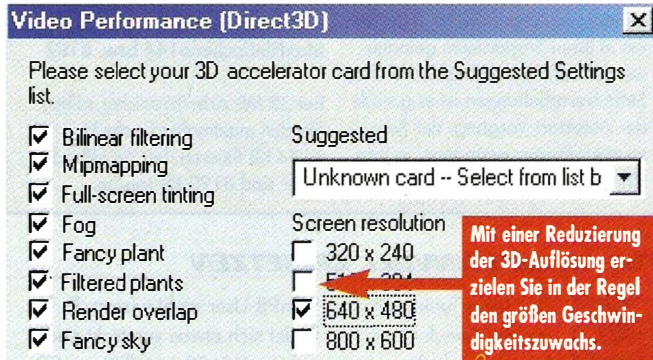 Video Performance (Direct3D)
Please select your 3D accelerator card from the Suggested Settings
list.
Bilinear filtering
Mipmapping
Full-screen tinting
Fog
Fancy plant
Filtered plants
Render overlap
Fancy sky
Suggested
Unknown card -- Select from list b
Screen resolution
320 x 240
640 x 480
800 x 600
Mit einer Reduzierung
der 3D-Auflösung er-
zielen Sie in der Regel
den größen Geschwin-
digkeitszuwachs.